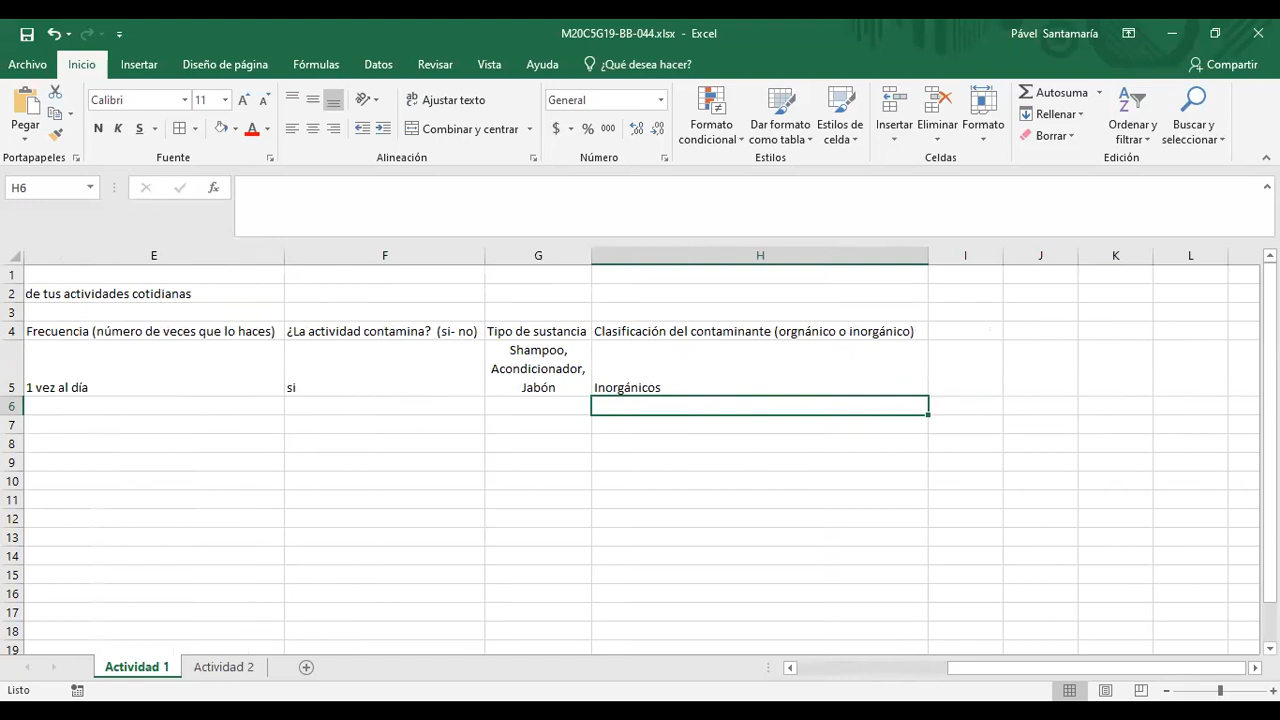 M20C5G19-BB-044.xlsx - Excel
Pável Santamaría
Archivo
Inicio
Insertar
Diseño de página
Fórmulas
Datos
Revisar
Vista
Ayuda
¿Qué desea hacer?
Compartir
Pegar
Portapapeles
Calibri
11
N K S
Fuente
Ajustar texto
Combinar y centrar
Alineación
General
$ % 000
Número
Formato
condicional
Dar formato
como tabla
Estilos de
celda
Estilos
Insertar
Eliminar
Formato
Celdas
Autosuma
Rellenar
Borrar
Ordenar y
filtrar
Buscar y
seleccionar
Edición
H6
fx
E F G H I J K L
1
2 de tus actividades cotidianas
3
4 Frecuencia (número de veces que lo haces) ¿La actividad contamina? (si- no) Tipo de sustancia Clasificación del contaminante (orgnánico o inorgánico)
Shampoo,
Acondicionador,
5 1 vez al día si Jabón Inorgánicos
6
7
8
9
10
11
12
13
14
15
16
17
18
19
Actividad 1
Actividad 2
Listo